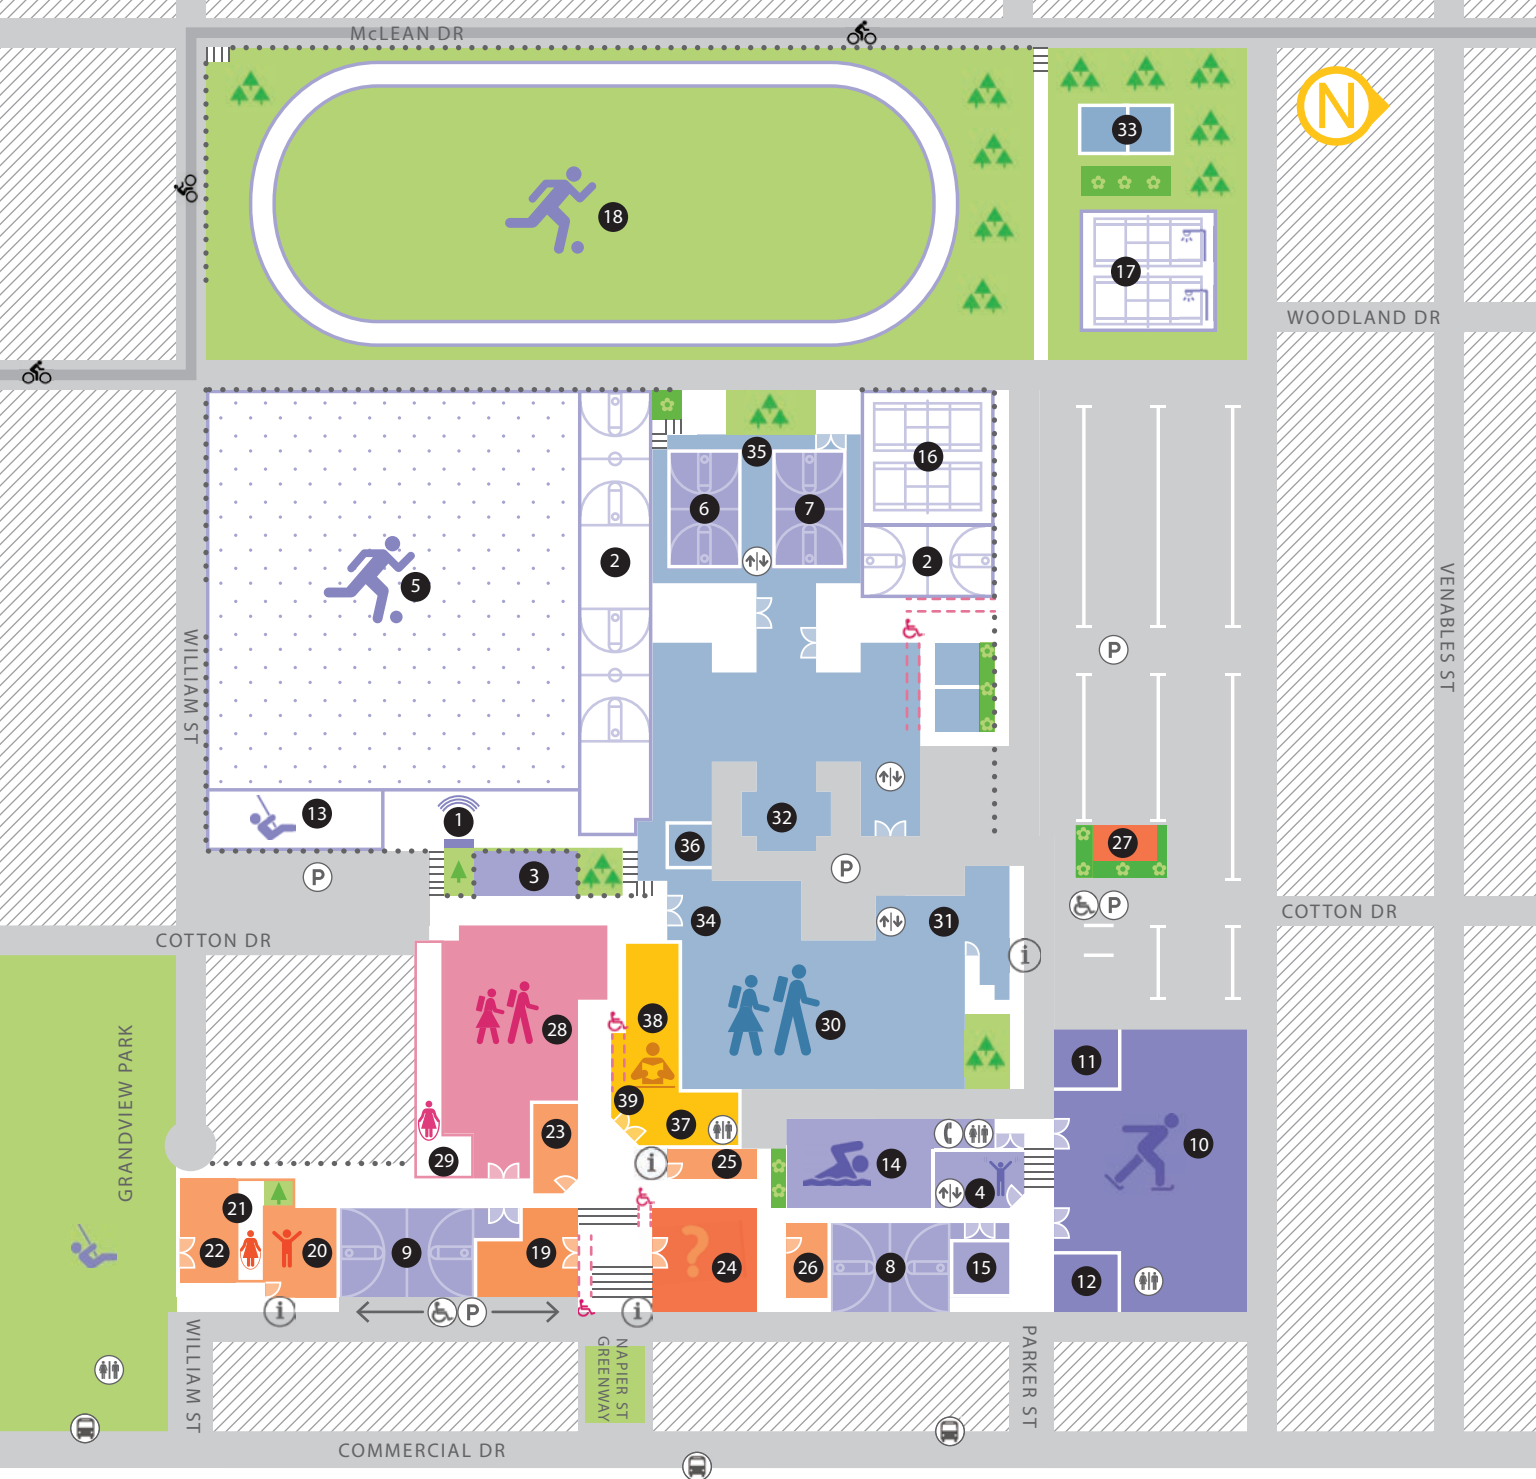 McLEAN DR
N
33
18
17
WOODLAND DR
35
16
6
7
2
2
5
VENABLES ST
WILLIAM ST
P
13
1
32
36
27
3
P
P
P
34
31
COTTON DR
COTTON DR
i
38
30
28
GRANDVIEW PARK
11
39
37
23
10
29
i
25
14
4
21
22
20
9
19
24
26
8
15
12
i
P
i
WILLIAM ST
NAPIER ST
GREENWAY
PARKER ST
COMMERCIAL DR
?